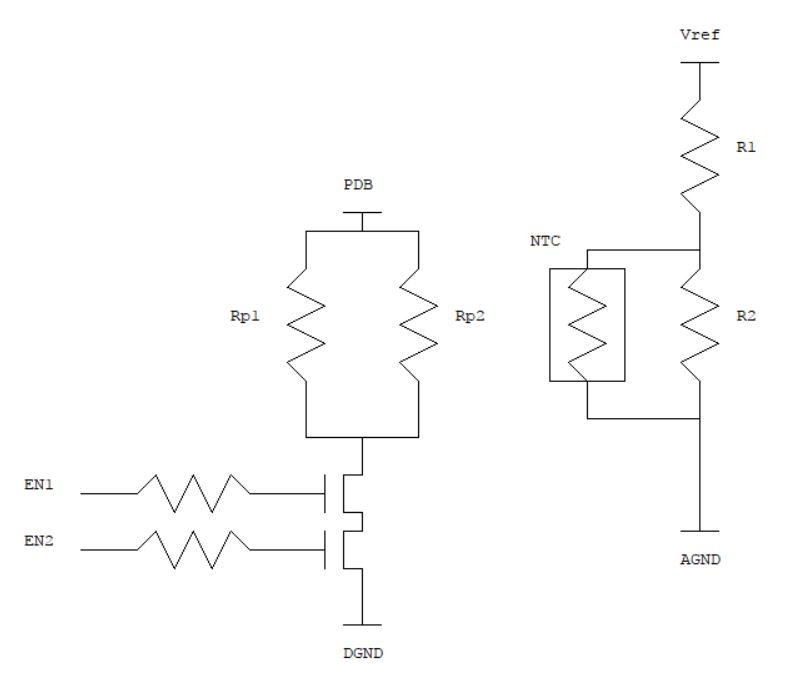 Vref
R1
PDB
NTC
Rp1
Rp2
R2
EN1
EN2
AGND
DGND